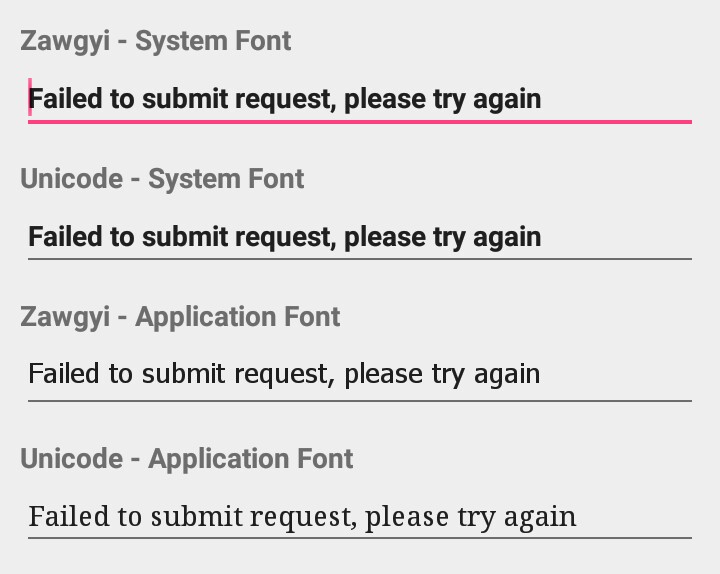 Zawgyi - System Font
Failed to submit request, please try again
Unicode - System Font
Failed to submit request, please try again
Zawgyi - Application Font
Failed to submit request, please try again
Unicode - Application Font
Failed to submit request, please try again